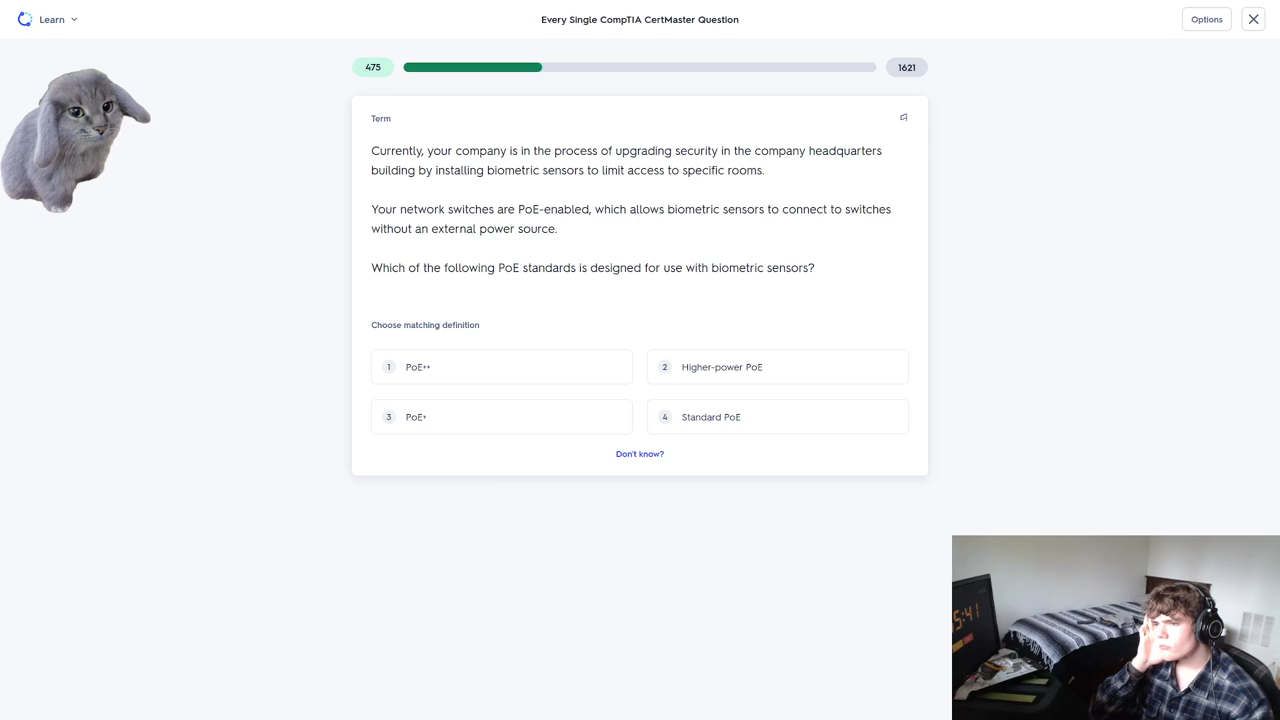 Learn
Every Single CompTIA CertMaster Question
Options
475
1621
Term
Currently, your company is in the process of upgrading security in the company headquarters
building by installing biometric sensors to limit access to specific rooms.
Your network switches are PoE-enabled, which allows biometric sensors to connect to switches
without an external power source.
Which of the following PoE standards is designed for use with biometric sensors?
Choose matching definition
1 PoE++
2 Higher-power PoE
3 PoE+
4 Standard PoE
Don't know?
5:41